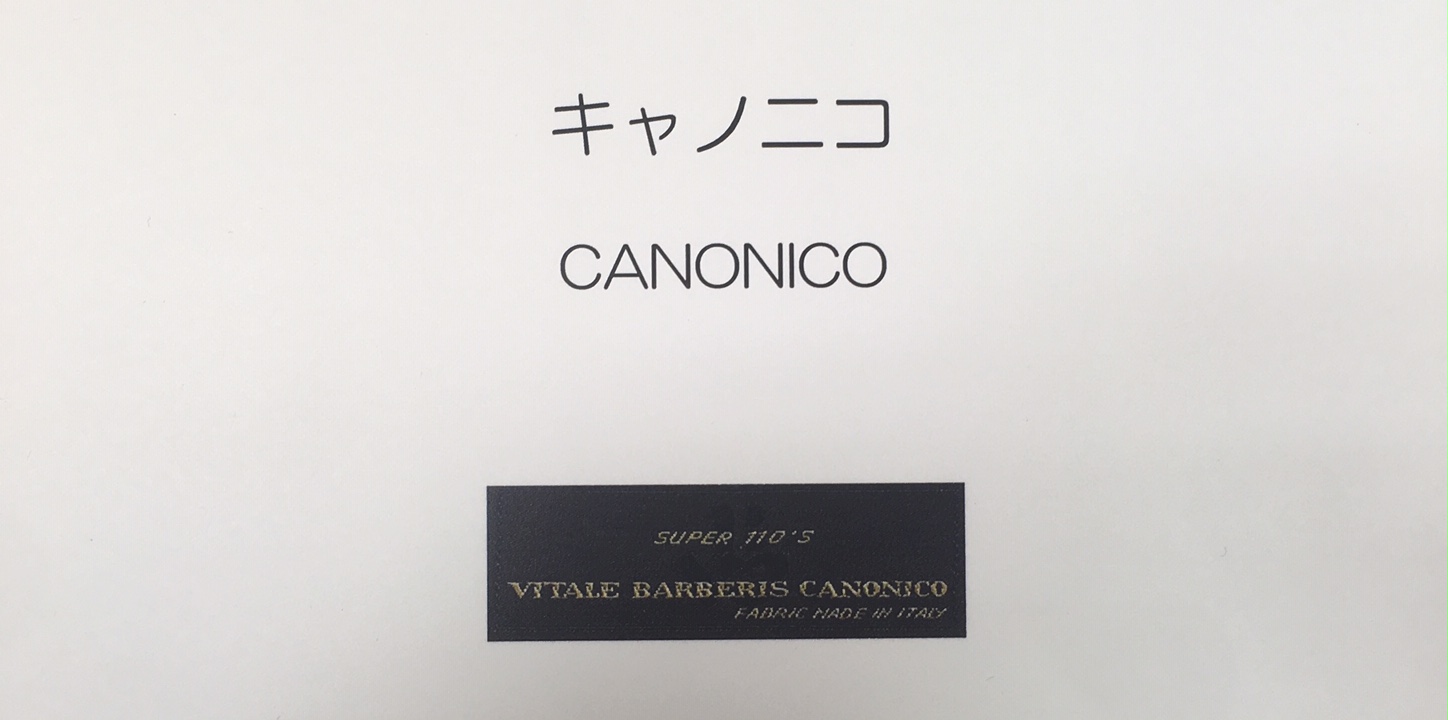 キャノニコ
CANONICO
SUPER 110'S
VITALE BARBERIS CANONICO
FABRIC MADE IN ITALY